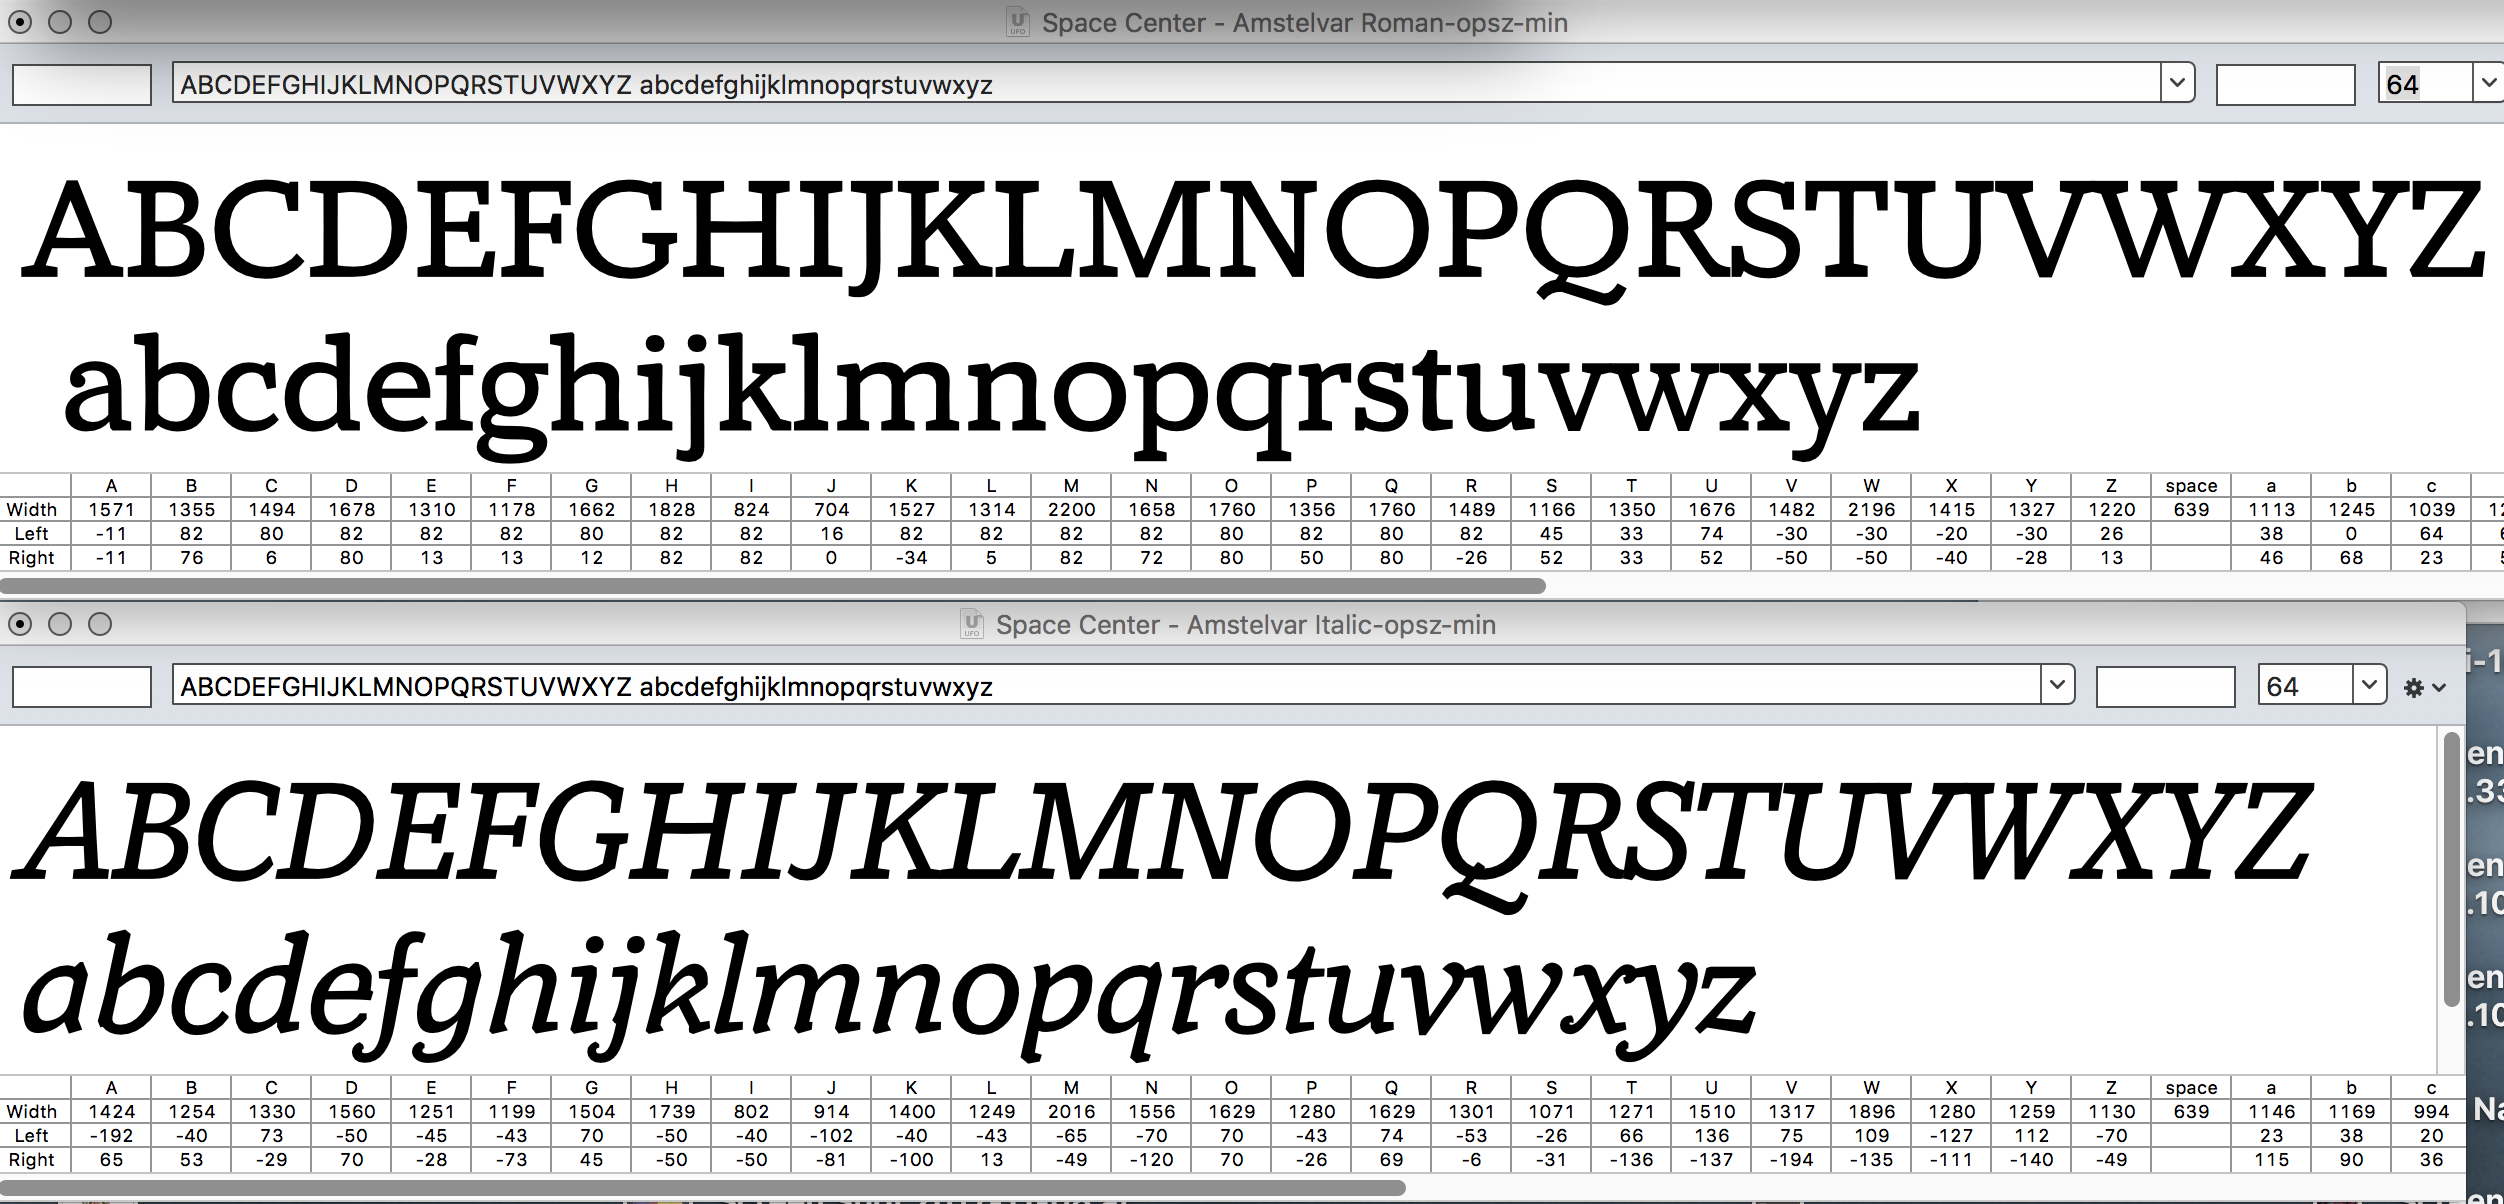 Space Center - Amstelvar Roman-opsz-min
ABCDEFGHIJKLMNOPQRSTUVWXYZ abcdefghijklmnopqrstuvwxyz 64
ABCDEFGHIJKLMNOPQRSTUVWXYZ
abcdefghijklmnopqrstuvwxyz
A B C D E F G H I J K L M N O P Q R S T U V W X Y Z space a b c
Width 1571 1355 1494 1678 1310 1178 1662 1828 824 704 1527 1314 2200 1658 1760 1356 1760 1489 1166 1350 1676 1482 2196 1415 1327 1220 639 1113 1245 1039
Left -11 82 80 82 82 82 80 82 82 16 82 82 82 82 80 82 80 82 45 33 74 -30 -30 -20 -30 26 38 0 64
Right -11 76 6 80 13 13 12 82 82 0 -34 5 82 72 80 50 80 -26 52 33 52 -50 -50 -40 -28 13 46 68 23
Space Center - Amstelvar Italic-opsz-min
ABCDEFGHIJKLMNOPQRSTUVWXYZ abcdefghijklmnopqrstuvwxyz 64
ABCDEFGHIJKLMNOPQRSTUVWXYZ
abcdefghijklmnopqrstuvwxyz
A B C D E F G H I J K L M N O P Q R S T U V W X Y Z space a b c
Width 1424 1254 1330 1560 1251 1199 1504 1739 802 914 1400 1249 2016 1556 1629 1280 1629 1301 1071 1271 1510 1317 1896 1280 1259 1130 639 1146 1169 994
Left -192 -40 73 -50 -45 -43 70 -50 -40 -102 -40 -43 -65 -70 70 -43 74 -53 -26 66 136 75 109 -127 112 -70 23 38 20
Right 65 53 -29 70 -28 -73 45 -50 -50 -81 -100 13 -49 -120 70 -26 69 -6 -31 -136 -137 -194 -135 -111 -140 -49 115 90 36